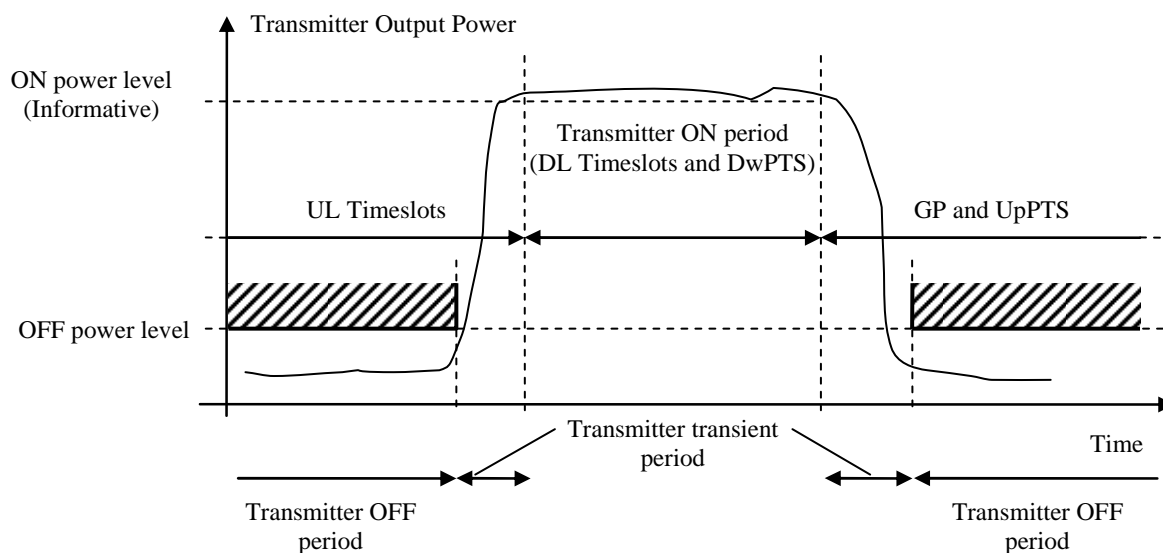 Transmitter Output Power
ON power level
(Informative)
Transmitter ON period
(DL Timeslots and DwPTS)
UL Timeslots
GP and UpPTS
OFF power level
Transmitter transient
period
Time
Transmitter OFF
period
Transmitter OFF
period